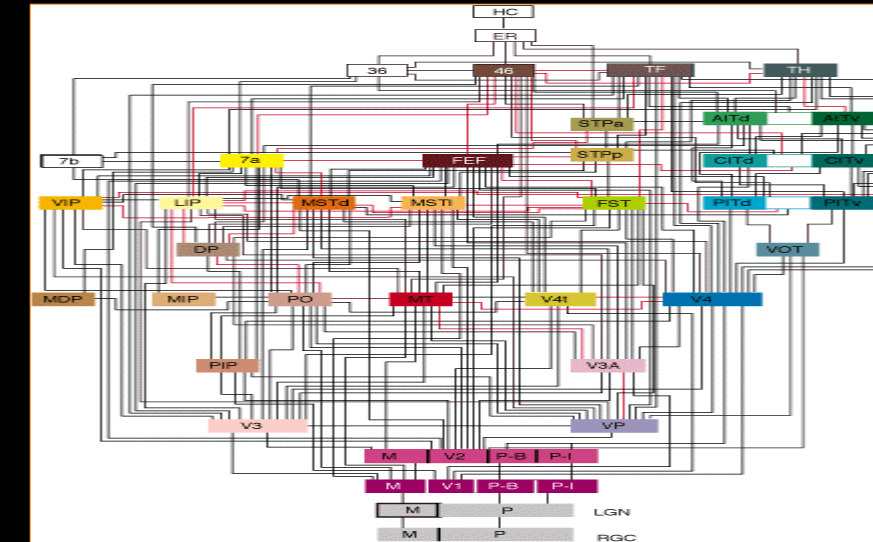 HC
ER
36 46 TF TH
STPa AITd AITv
7b 7a FEF STPp CITd CITv
VIP LIP MSTd MSTl FST PITd PITv
DP VOT
MDP MIP PO MT V4t V4
PIP V3A
V3 VP
M V2 P-B P-I
M V1 P-B P-I
M P LGN
M P RGC